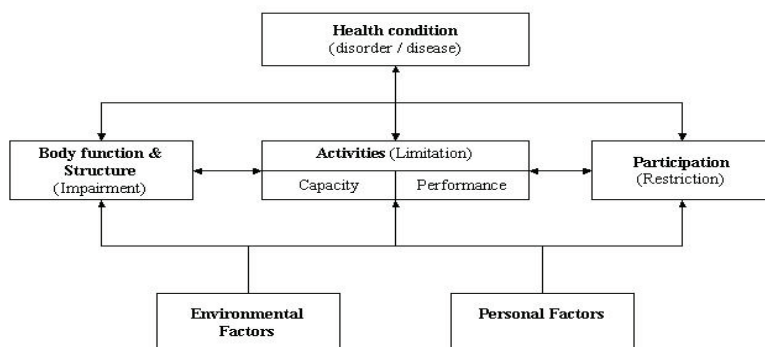 Health condition
(disorder / disease)
Body function &
Structure
(Impairment)
Activities (Limitation)
Capacity
Performance
Participation
(Restriction)
Environmental
Factors
Personal Factors